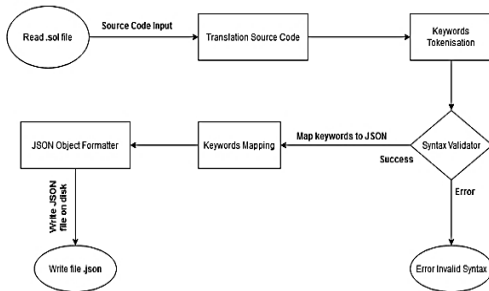 Source Code Input
Read .sol file
Translation Source Code
Keywords
Tokenisation
Map keywords to JSON
JSON Object Formatter
Keywords Mapping
Success
Syntax Validator
Error
Write JSON
file on disk
Write file .json
Error Invalid Syntax